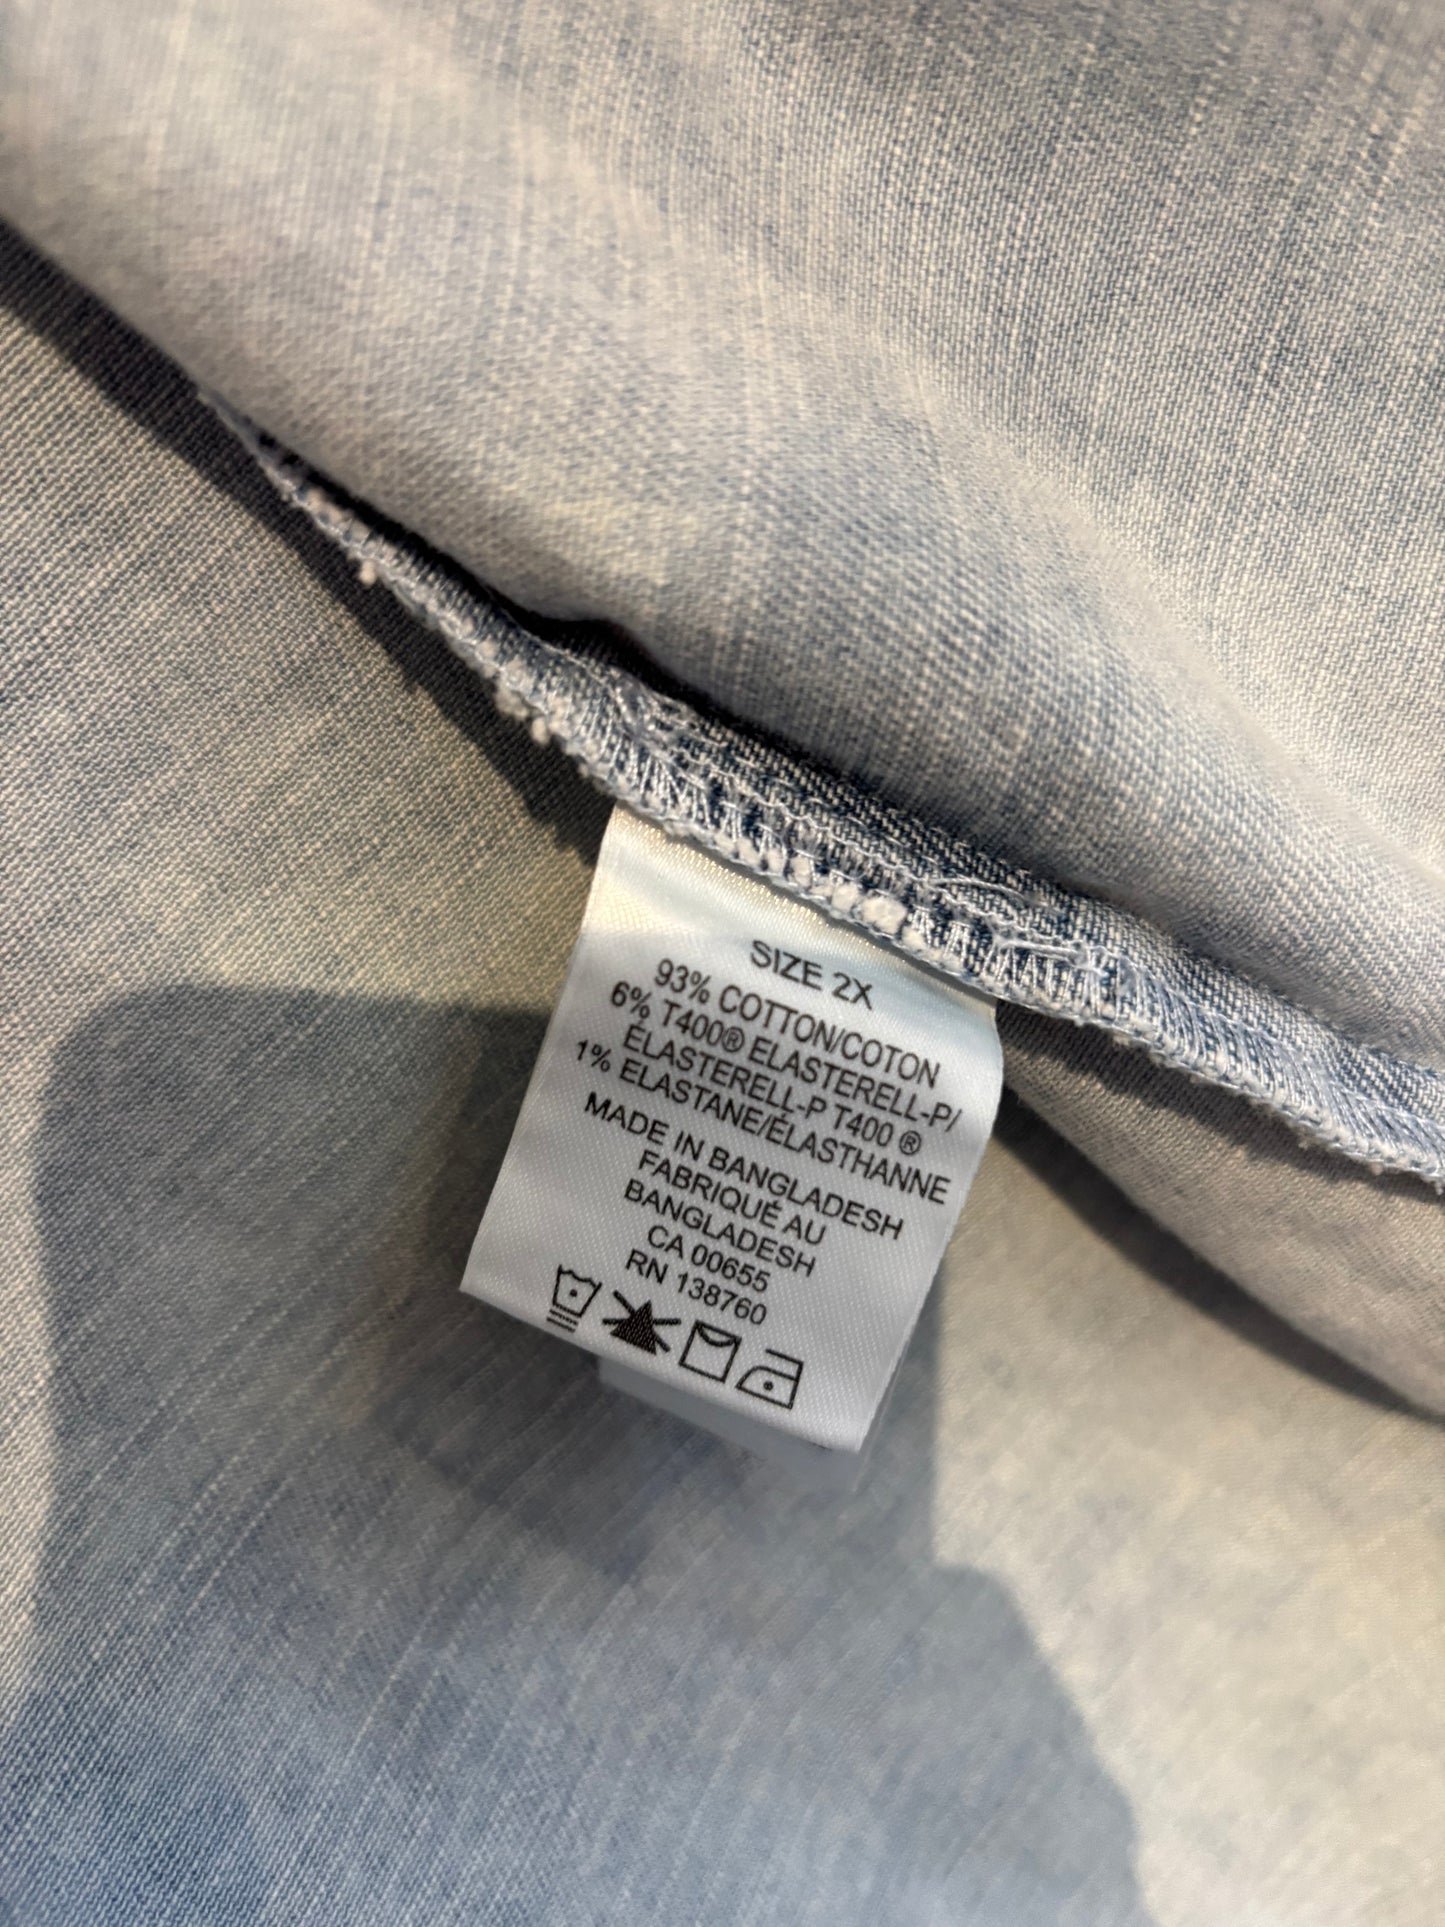 SIZE 2X
93% COTTON/COTON
6% T400® ELASTERELL-P/
ÉLASTERELL-P T400 ®
1% ELASTANE/ÉLASTHANNE
MADE IN BANGLADESH
FABRIQUÉ AU
BANGLADESH
CA 00655
RN 138760